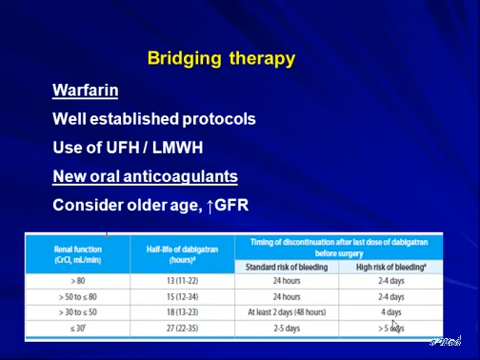 Bridging therapy
Warfarin
Well established protocols
Use of UFH / LMWH
New oral anticoagulants
Consider older age, ↑GFR
Renal function (CrCl, mL/min) Half-life of dabigatran (hours)ᵈ Timing of discontinuation after last dose of dabigatran before surgery
Standard risk of bleeding High risk of bleedingᵉ
> 80 13 (11-22) 24 hours 2-4 days
> 50 to ≤ 80 15 (12-34) 24 hours 2-4 days
> 30 to ≤ 50 18 (13-23) At least 2 days (48 hours) 4 days
≤ 30ᶠ 27 (22-35) 2-5 days > 5 days